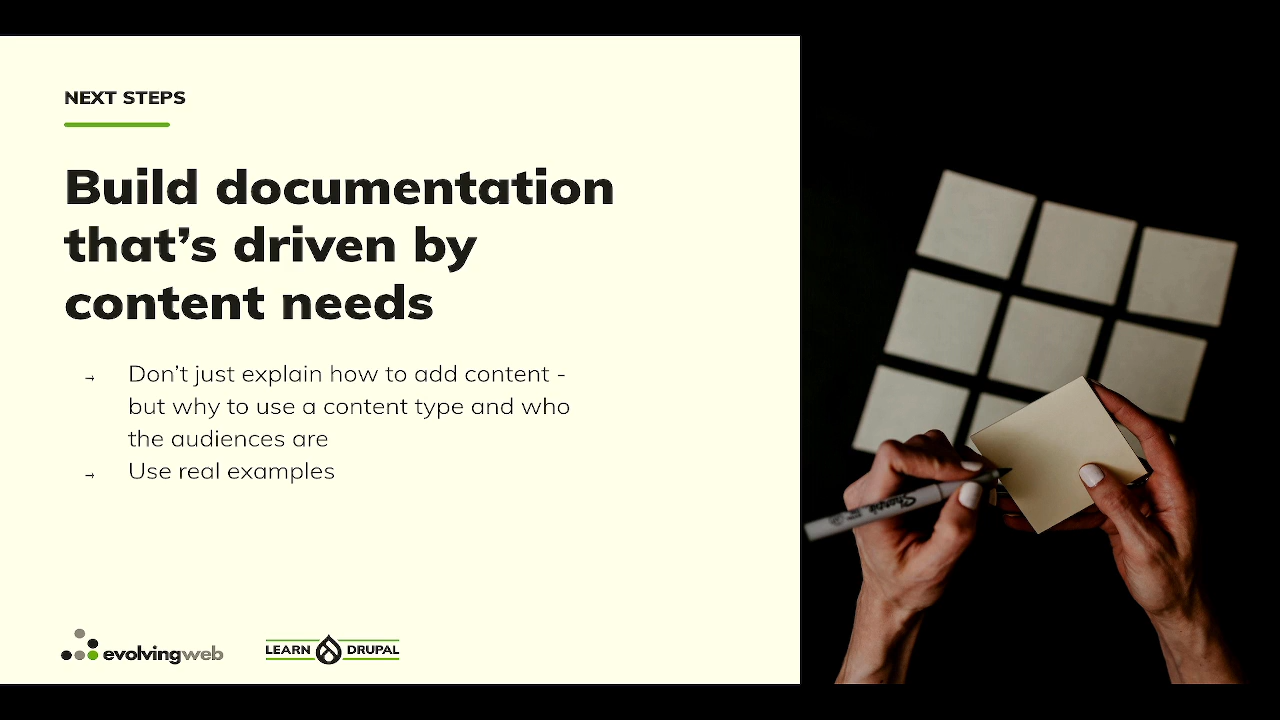 NEXT STEPS
Build documentation
that’s driven by
content needs
→ Don’t just explain how to add content -
but why to use a content type and who
the audiences are
→ Use real examples
Sharpie
evolvingweb
LEARN DRUPAL